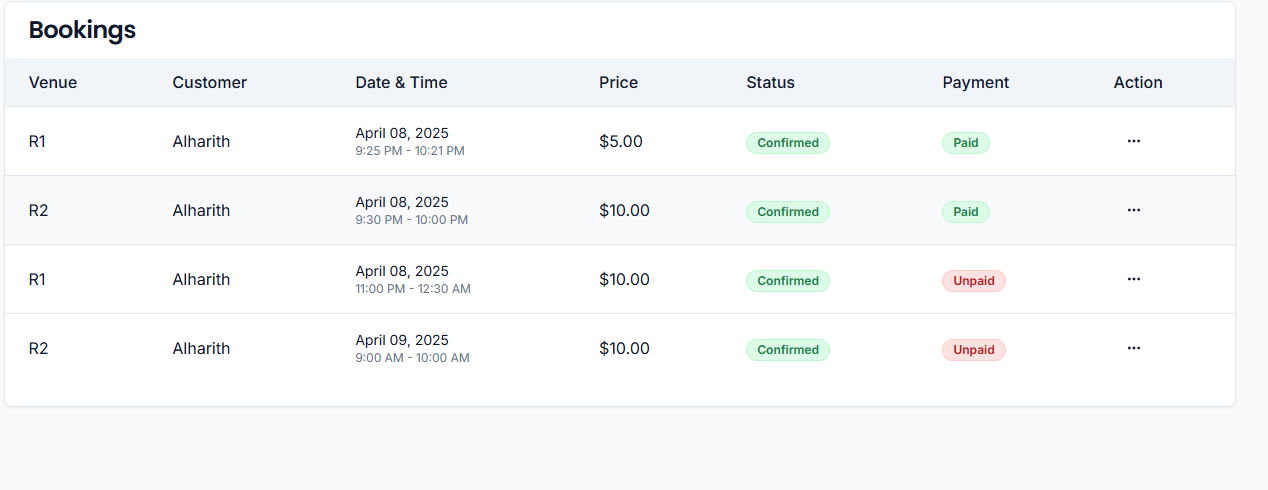 Bookings
Venue Customer Date & Time Price Status Payment Action
R1 Alharith April 08, 2025 $5.00 Confirmed Paid ...
9:25 PM - 10:21 PM
R2 Alharith April 08, 2025 $10.00 Confirmed Paid ...
9:30 PM - 10:00 PM
R1 Alharith April 08, 2025 $10.00 Confirmed Unpaid ...
11:00 PM - 12:30 AM
R2 Alharith April 09, 2025 $10.00 Confirmed Unpaid ...
9:00 AM - 10:00 AM